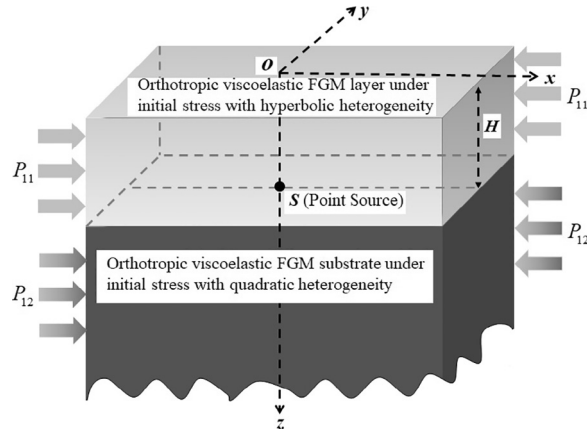 y
O
x
Orthotropic viscoelastic FGM layer under
initial stress with hyperbolic heterogeneity
P11
H
P11
S (Point Source)
P12
Orthotropic viscoelastic FGM substrate under
initial stress with quadratic heterogeneity
P12
z